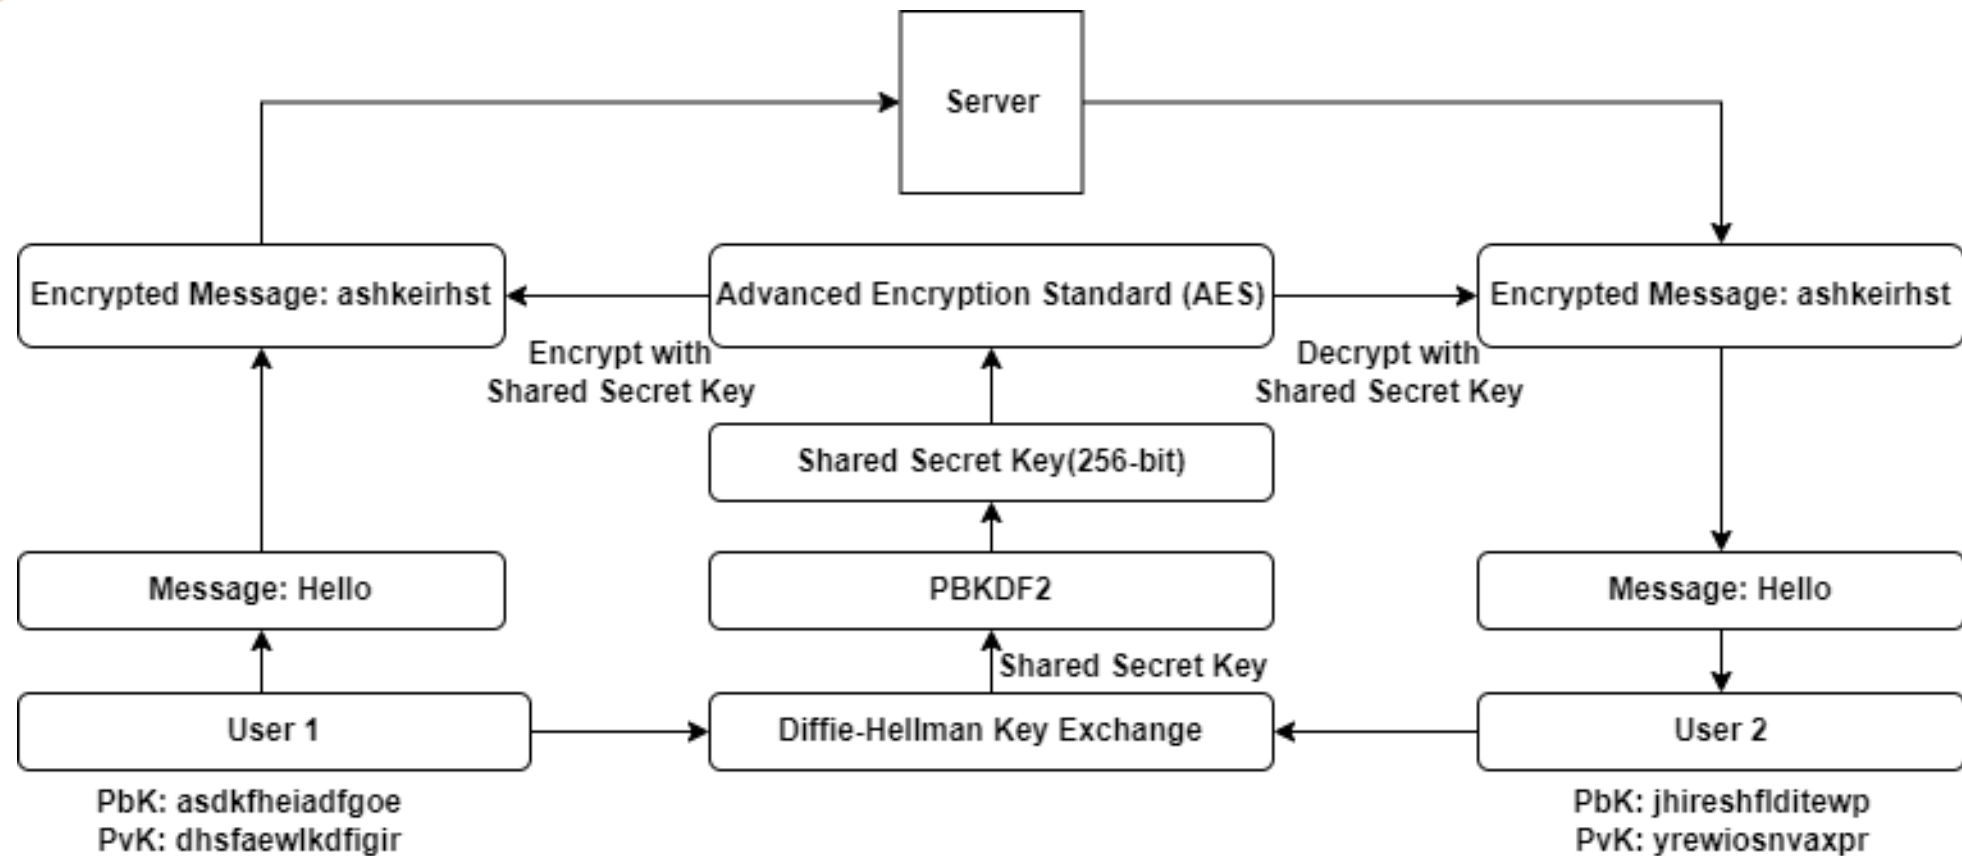 Server
Encrypted Message: ashkeirhst
Advanced Encryption Standard (AES)
Encrypted Message: ashkeirhst
Encrypt with
Shared Secret Key
Decrypt with
Shared Secret Key
Shared Secret Key(256-bit)
Message: Hello
PBKDF2
Message: Hello
Shared Secret Key
User 1
Diffie-Hellman Key Exchange
User 2
PbK: asdkfheiadfgoe
PvK: dhsfaewlkdfigir
PbK: jhireshflditewp
PvK: yrewiosnvaxpr